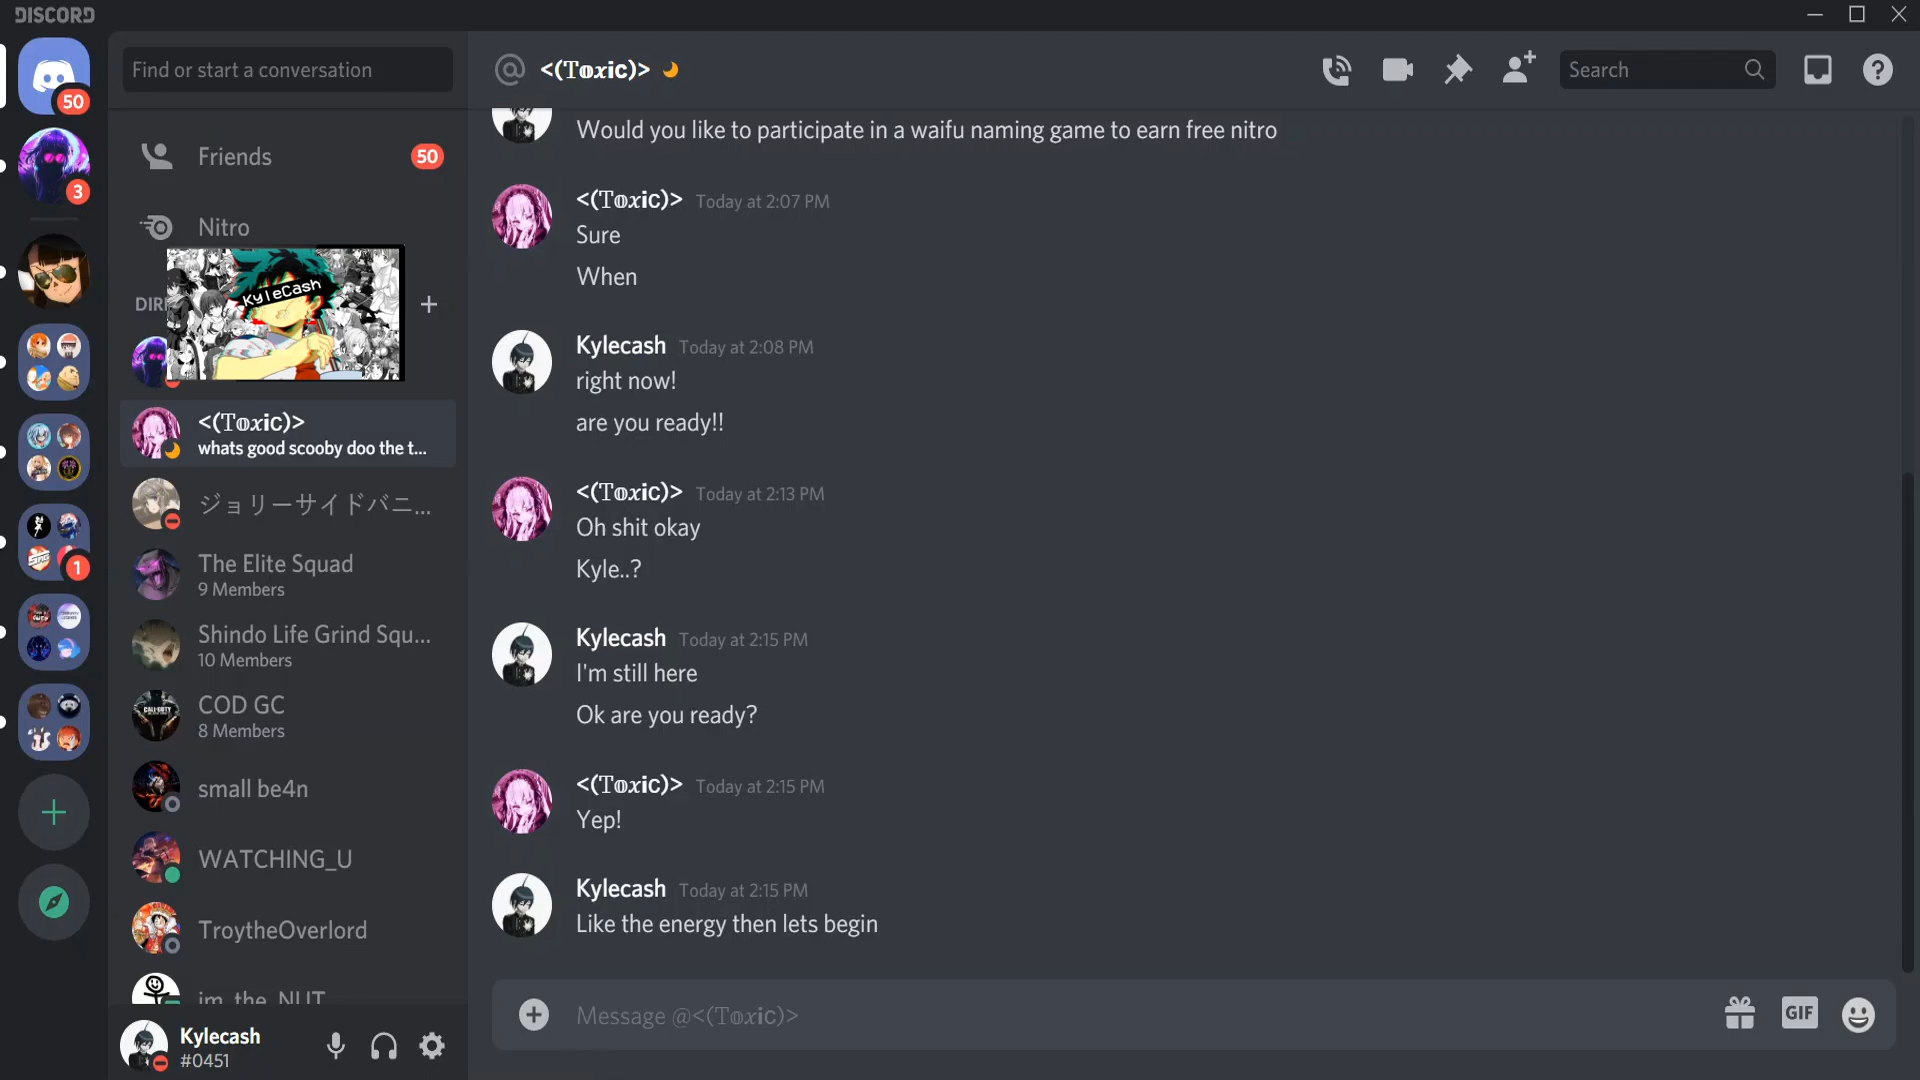 DISCORD
50
3
1
Find or start a conversation
Friends
50
Nitro
KyleCash
<(Toxic)>
whats good scooby doo the t...
ジョリーサイドバニ...
The Elite Squad
9 Members
Shindo Life Grind Squ...
10 Members
COD GC
8 Members
small be4n
WATCHING_U
TroytheOverlord
im_the_NUT
Kylecash
#0451
@ <(Toxic)>
Search
Would you like to participate in a waifu naming game to earn free nitro
<(Toxic)> Today at 2:07 PM
Sure
When
Kylecash Today at 2:08 PM
right now!
are you ready!!
<(Toxic)> Today at 2:13 PM
Oh shit okay
Kyle..?
Kylecash Today at 2:15 PM
I'm still here
Ok are you ready?
<(Toxic)> Today at 2:15 PM
Yep!
Kylecash Today at 2:15 PM
Like the energy then lets begin
Message @<(Toxic)>
GIF